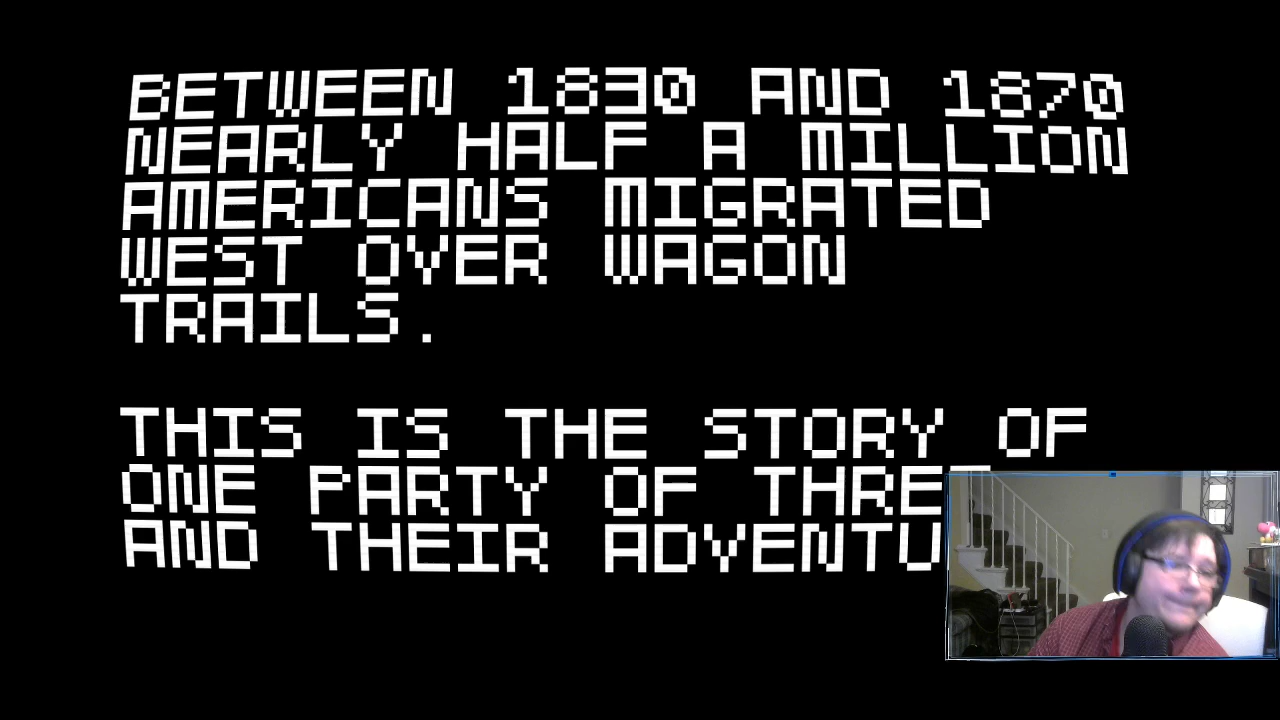 BETWEEN 1830 AND 1870
NEARLY HALF A MILLION
AMERICANS MIGRATED
WEST OVER WAGON
TRAILS.
THIS IS THE STORY OF
ONE PARTY OF
AND THEIR